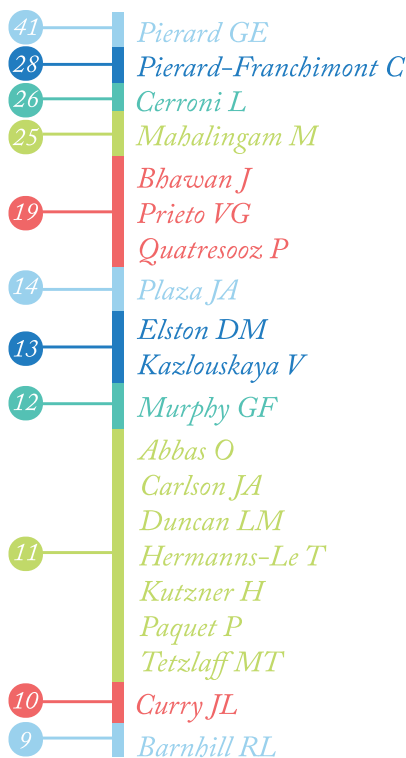 41 Pierard GE
28 Pierard-Franchimont C
26 Cerroni L
25 Mahalingam M
Bhawan J
19 Prieto VG
Quatresooz P
14 Plaza JA
Elston DM
13
Kazlouskaya V
12 Murphy GF
Abbas O
Carlson JA
Duncan LM
11 Hermanns-Le T
Kutzner H
Paquet P
Tetzlaff MT
10 Curry JL
9 Barnhill RL